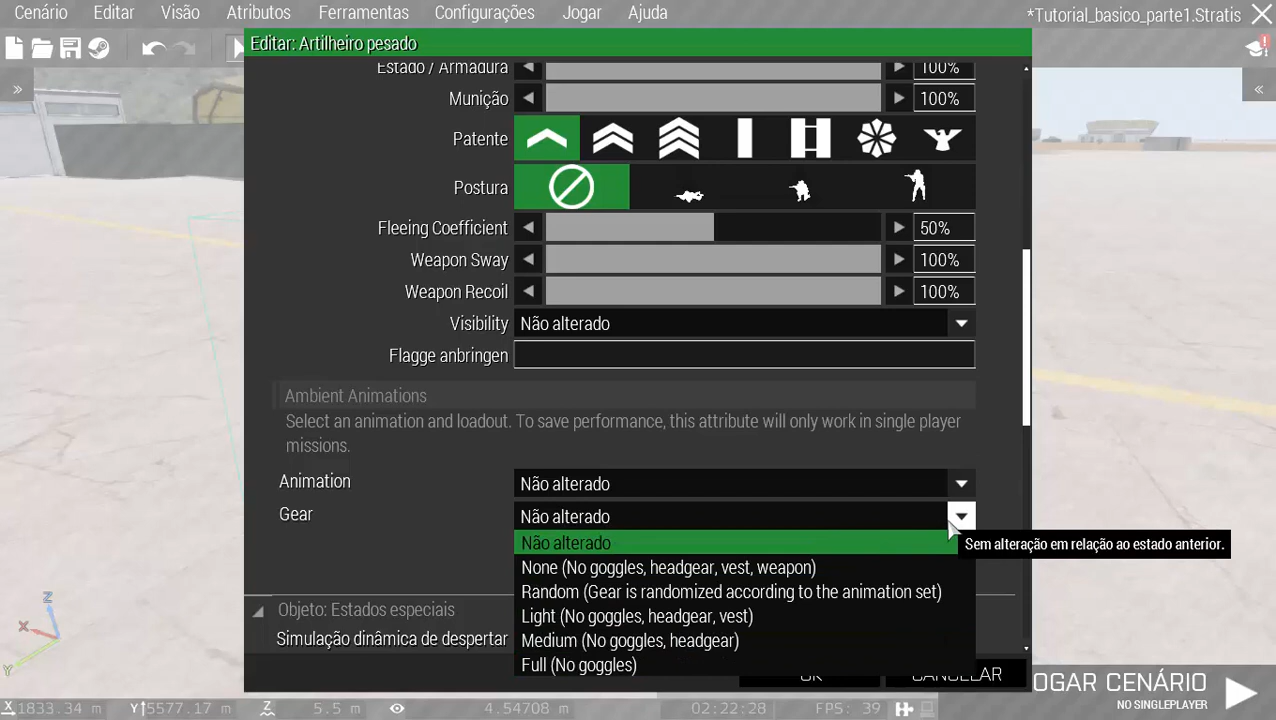 Cenário Editar Visão Atributos Ferramentas Configurações Jogar Ajuda *Tutorial_basico_parte1.Stratis
Editar: Artilheiro pesado
Estado / Armadura 100%
Munição 100%
Patente
Postura
Fleeing Coefficient 50%
Weapon Sway 100%
Weapon Recoil 100%
Visibility Não alterado
Flagge anbringen
Ambient Animations
Select an animation and loadout. To save performance, this attribute will only work in single player
missions.
Animation Não alterado
Gear Não alterado
Não alterado
Sem alteração em relação ao estado anterior.
None (No goggles, headgear, vest, weapon)
Random (Gear is randomized according to the animation set)
Light (No goggles, headgear, vest)
Medium (No goggles, headgear)
Full (No goggles)
Objeto: Estados especiais
Simulação dinâmica de despertar
OK CANCELAR
OGAR CENÁRIO
NO SINGLEPLAYER
X 1833.34 m Y 5577.17 m Z 5.5 m 4.54708 m 02:22:28 FPS: 39
Z
X
Y